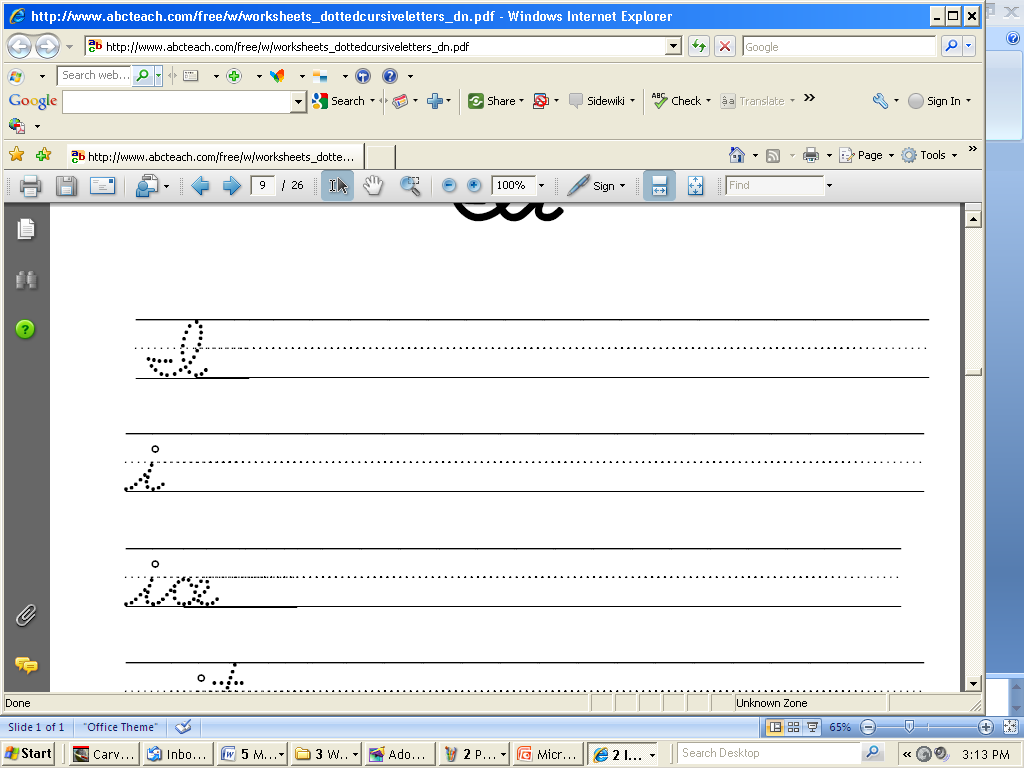 http://www.abcteach.com/free/w/worksheets_dottedcursiveletters_dn.pdf - Windows Internet Explorer
http://www.abcteach.com/free/w/worksheets_dottedcursiveletters_dn.pdf Google
Search web...
Google Search Share Sidewiki ABC Check Translate Sign In
http://www.abcteach.com/free/w/worksheets_dotte... Page Tools
9 / 26 100% Sign Find
i
Done Unknown Zone
Slide 1 of 1 "Office Theme" 65%
Start Carv... Inbo... 5 M... 3 W... Ado... 2 P... Micr... 2 I... Search Desktop 3:13 PM